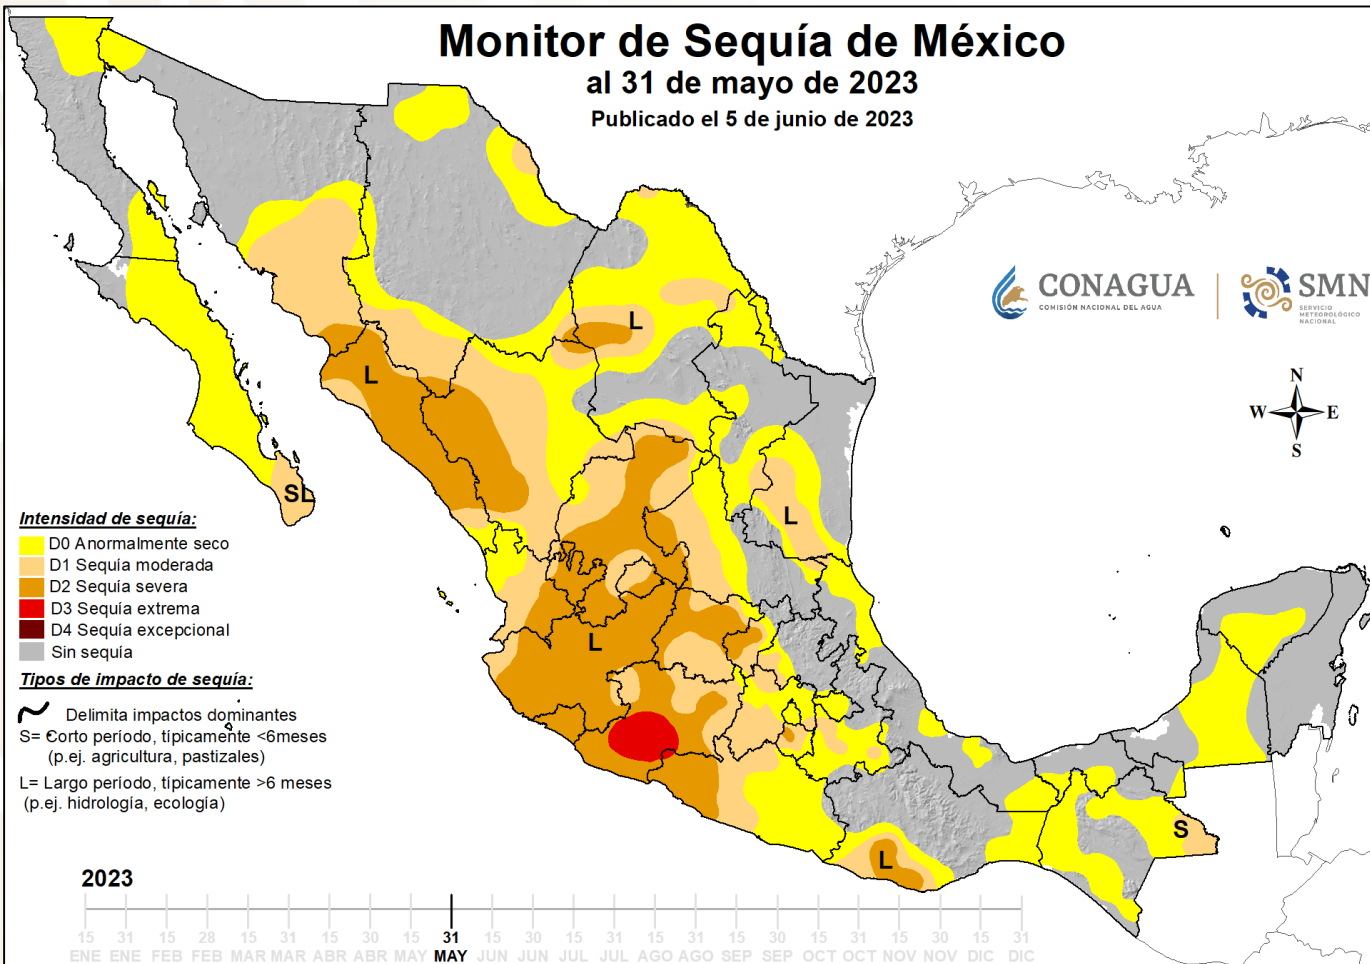 Monitor de Sequía de México
al 31 de mayo de 2023
Publicado el 5 de junio de 2023
CONAGUA
COMISIÓN NACIONAL DEL AGUA
SMN
SERVICIO
METEOROLÓGICO
NACIONAL
N
W E
S
L
L
SL
L
L
L
S
Intensidad de sequía:
D0 Anormalmente seco
D1 Sequía moderada
D2 Sequía severa
D3 Sequía extrema
D4 Sequía excepcional
Sin sequía
Tipos de impacto de sequía:
Delimita impactos dominantes
S= Corto período, típicamente <6meses
(p.ej. agricultura, pastizales)
L= Largo período, típicamente >6 meses
(p.ej. hidrología, ecología)
2023
15 31 15 28 15 31 15 30 15 31 15 30 15 31 15 31 15 30 15 31 15 30 15 31
ENE ENE FEB FEB MAR MAR ABR ABR MAY MAY JUN JUN JUL JUL AGO AGO SEP SEP OCT OCT NOV NOV DIC DIC